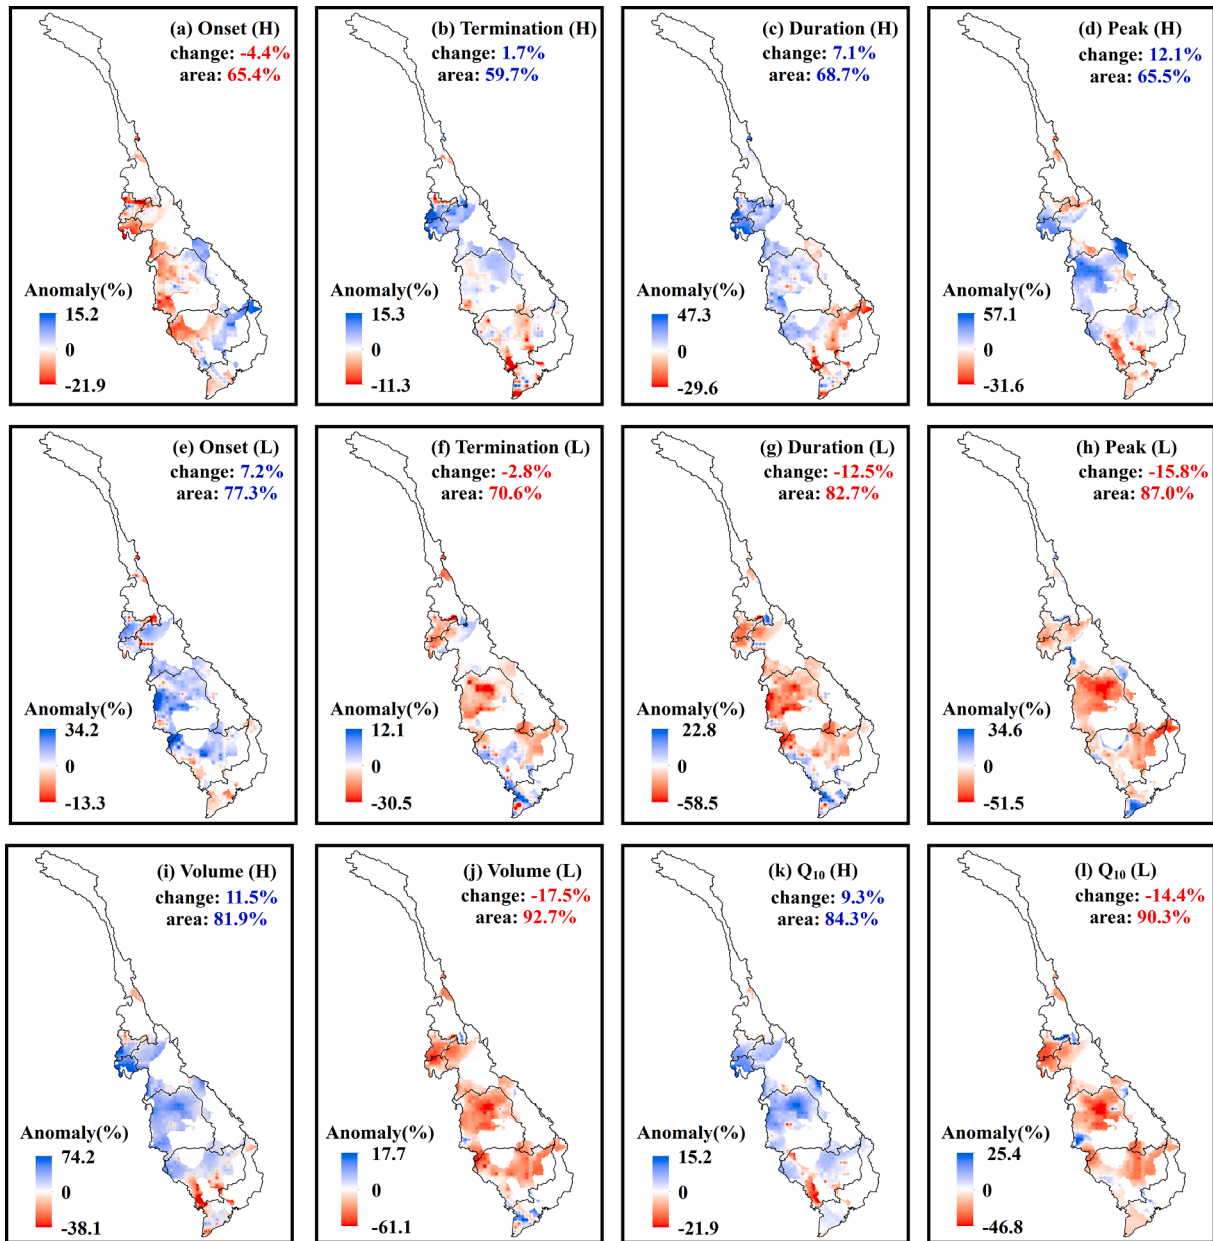 (a) Onset (H)
change: -4.4%
area: 65.4%
Anomaly(%)
15.2
0
-21.9
(b) Termination (H)
change: 1.7%
area: 59.7%
Anomaly(%)
15.3
0
-11.3
(c) Duration (H)
change: 7.1%
area: 68.7%
Anomaly(%)
47.3
0
-29.6
(d) Peak (H)
change: 12.1%
area: 65.5%
Anomaly(%)
57.1
0
-31.6
(e) Onset (L)
change: 7.2%
area: 77.3%
Anomaly(%)
34.2
0
-13.3
(f) Termination (L)
change: -2.8%
area: 70.6%
Anomaly(%)
12.1
0
-30.5
(g) Duration (L)
change: -12.5%
area: 82.7%
Anomaly(%)
22.8
0
-58.5
(h) Peak (L)
change: -15.8%
area: 87.0%
Anomaly(%)
34.6
0
-51.5
(i) Volume (H)
change: 11.5%
area: 81.9%
Anomaly(%)
74.2
0
-38.1
(j) Volume (L)
change: -17.5%
area: 92.7%
Anomaly(%)
17.7
0
-61.1
(k) Q₁₀ (H)
change: 9.3%
area: 84.3%
Anomaly(%)
15.2
0
-21.9
(l) Q₁₀ (L)
change: -14.4%
area: 90.3%
Anomaly(%)
25.4
0
-46.8